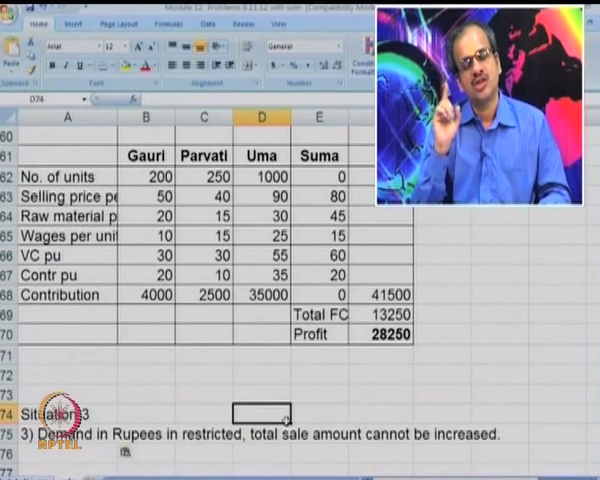 Module 12 Problems 8.11.12 with soln [Compatibility Mode]
Home Insert Page Layout Formulas Data Review View
Paste Arial 12 General
Clipboard Font Alignment Number
D74 fx
A B C D E
60
61 Gauri Parvati Uma Suma
62 No. of units 200 250 1000 0
63 Selling price pe 50 40 90 80
64 Raw material p 20 15 30 45
65 Wages per unit 10 15 25 15
66 VC pu 30 30 55 60
67 Contr pu 20 10 35 20
68 Contribution 4000 2500 35000 0 41500
69 Total FC 13250
70 Profit 28250
71
72
73
74 Situation 3
75 3) Demand in Rupees in restricted, total sale amount cannot be increased.
76
77
NPTEL